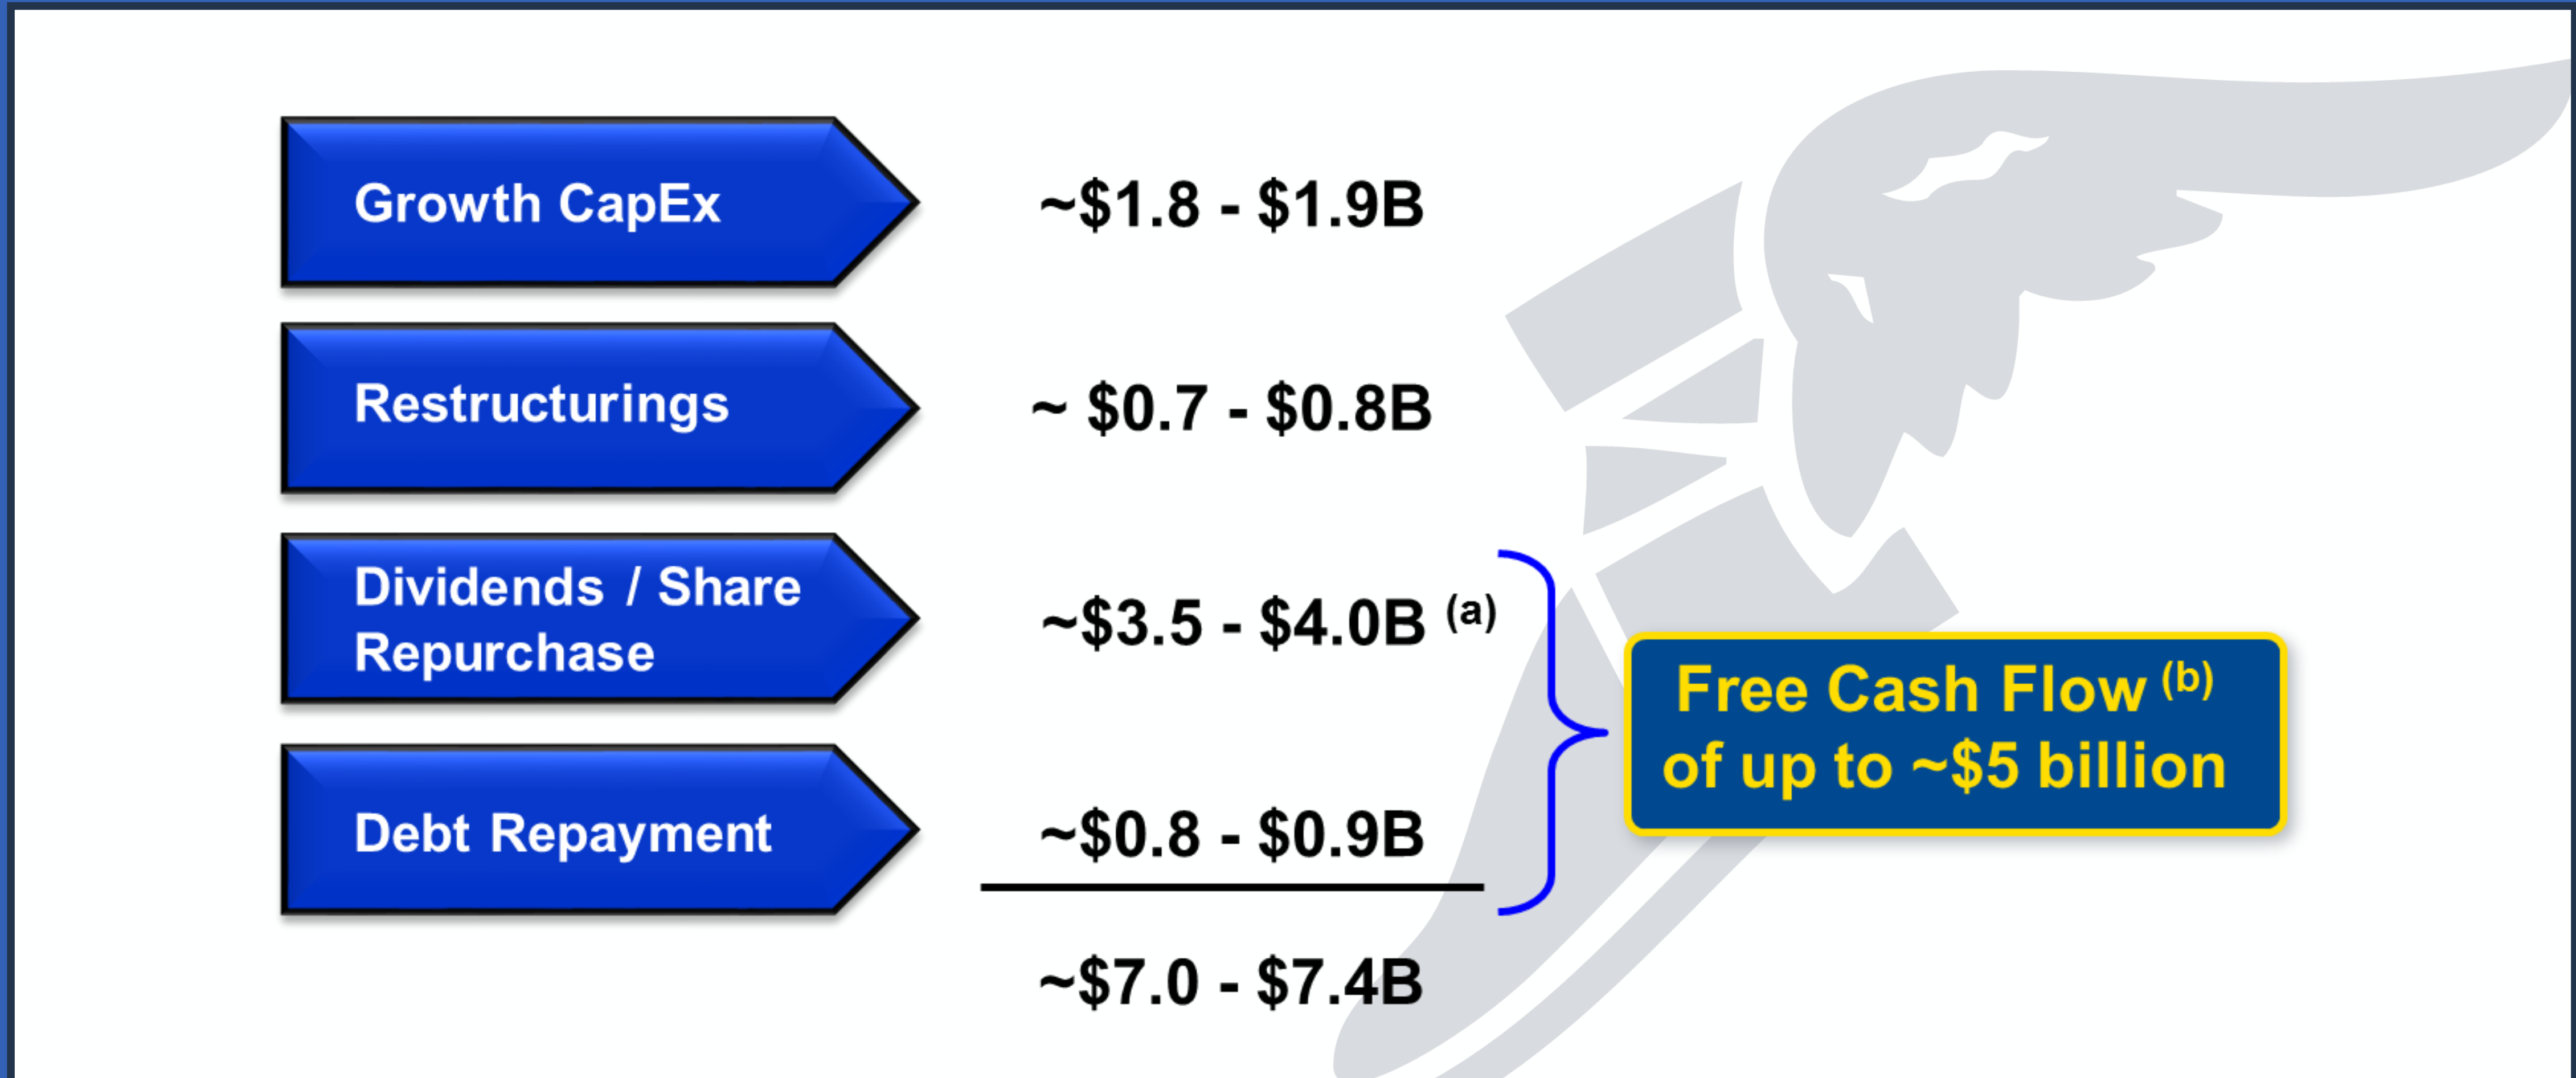 Growth CapEx
~$1.8 - $1.9B
Restructurings
~ $0.7 - $0.8B
Dividends / Share
Repurchase
~$3.5 - $4.0B (a)
Free Cash Flow (b)
of up to ~$5 billion
Debt Repayment
~$0.8 - $0.9B
~$7.0 - $7.4B